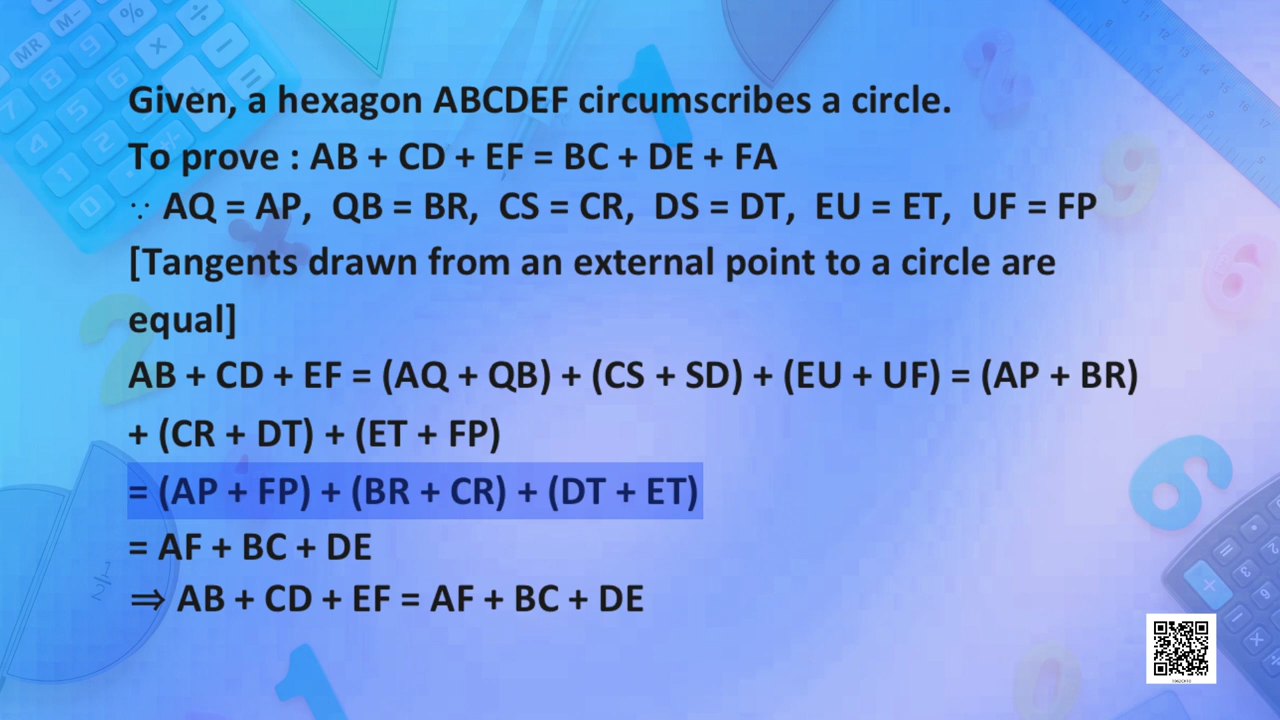 Given, a hexagon ABCDEF circumscribes a circle.
To prove : AB + CD + EF = BC + DE + FA
∵ AQ = AP, QB = BR, CS = CR, DS = DT, EU = ET, UF = FP
[Tangents drawn from an external point to a circle are
equal]
AB + CD + EF = (AQ + QB) + (CS + SD) + (EU + UF) = (AP + BR)
+ (CR + DT) + (ET + FP)
= (AP + FP) + (BR + CR) + (DT + ET)
= AF + BC + DE
⇒ AB + CD + EF = AF + BC + DE